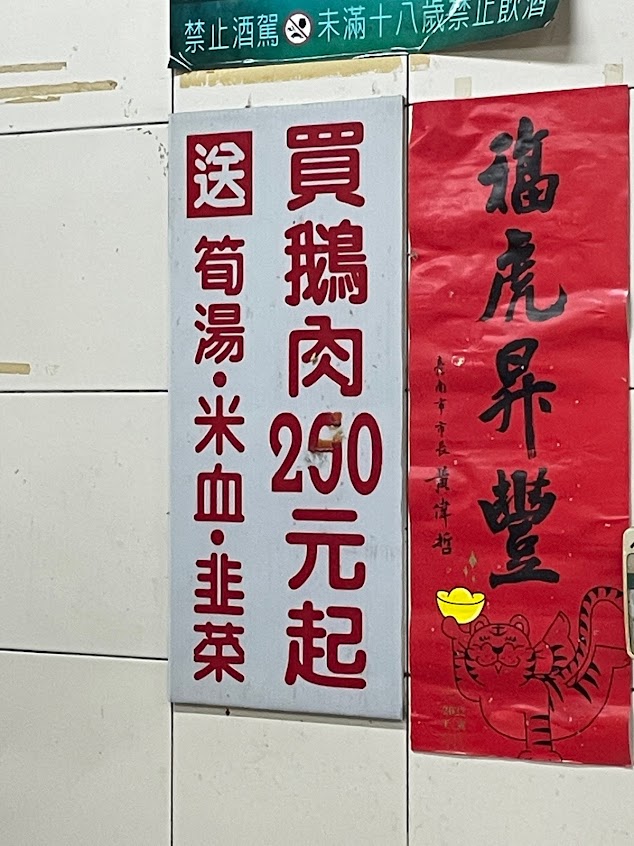 禁止酒駕 未滿十八歲禁止飲酒
買鵝肉元起
送 筍湯・米血・韭菜
福虎昇豐
臺南市市長 黃偉哲